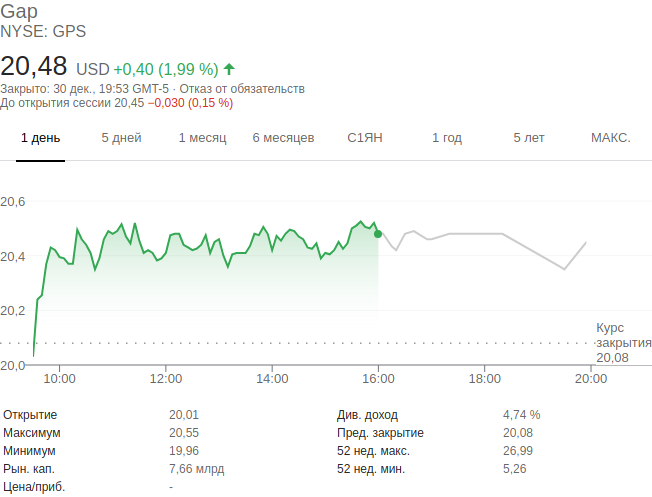 Gap
NYSE: GPS
20,48 USD +0,40 (1,99 %)
Закрыто: 30 дек., 19:53 GMT-5 · Отказ от обязательств
До открытия сессии 20,45 −0,030 (0,15 %)
1 день 5 дней 1 месяц 6 месяцев С1ЯН 1 год 5 лет МАКС.
20,6
20,4
20,2
20,0
Курс
закрытия
20,08
10:00 12:00 14:00 16:00 18:00 20:00
Открытие 20,01 Див. доход 4,74 %
Максимум 20,55 Пред. закрытие 20,08
Минимум 19,96 52 нед. макс. 26,99
Рын. кап. 7,66 млрд 52 нед. мин. 5,26
Цена/приб. -